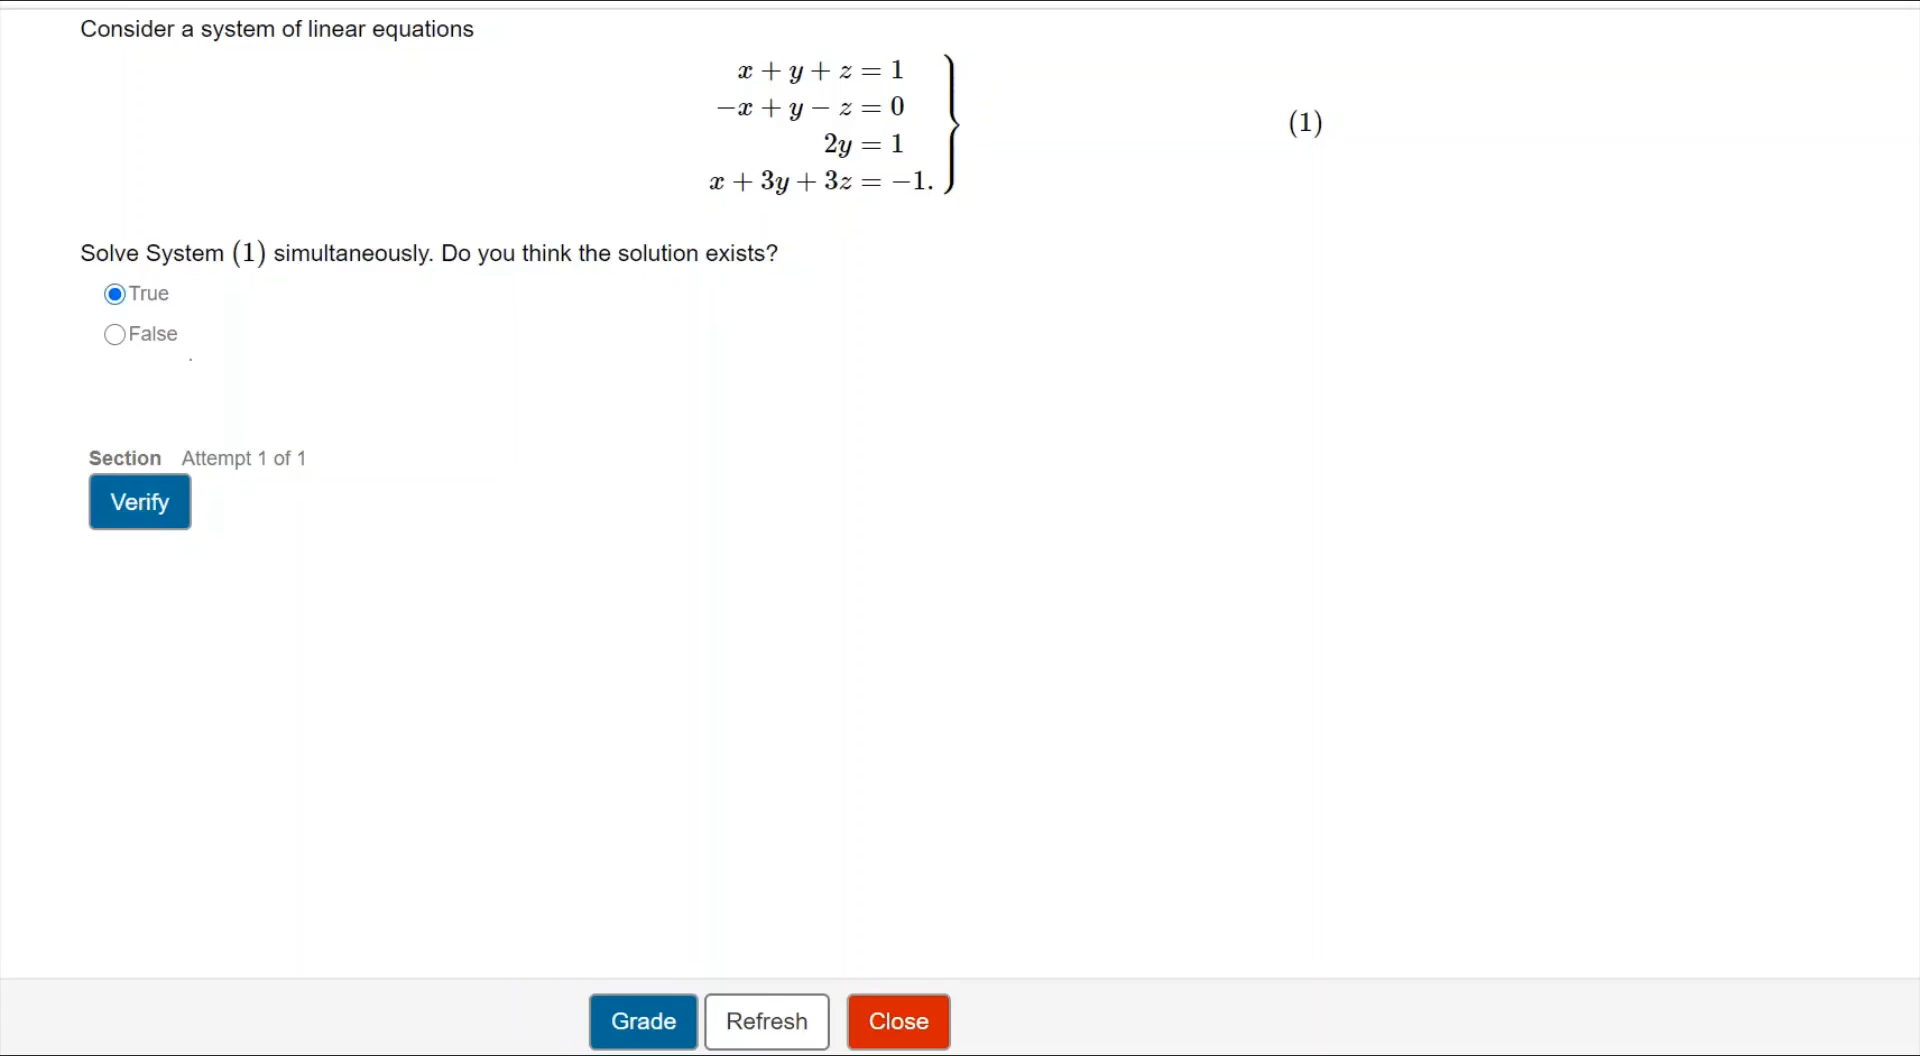 Consider a system of linear equations
x + y + z = 1
−x + y − z = 0
2y = 1
x + 3y + 3z = −1.
(1)
Solve System (1) simultaneously. Do you think the solution exists?
True
False
.
Section Attempt 1 of 1
Verify
Grade Refresh Close